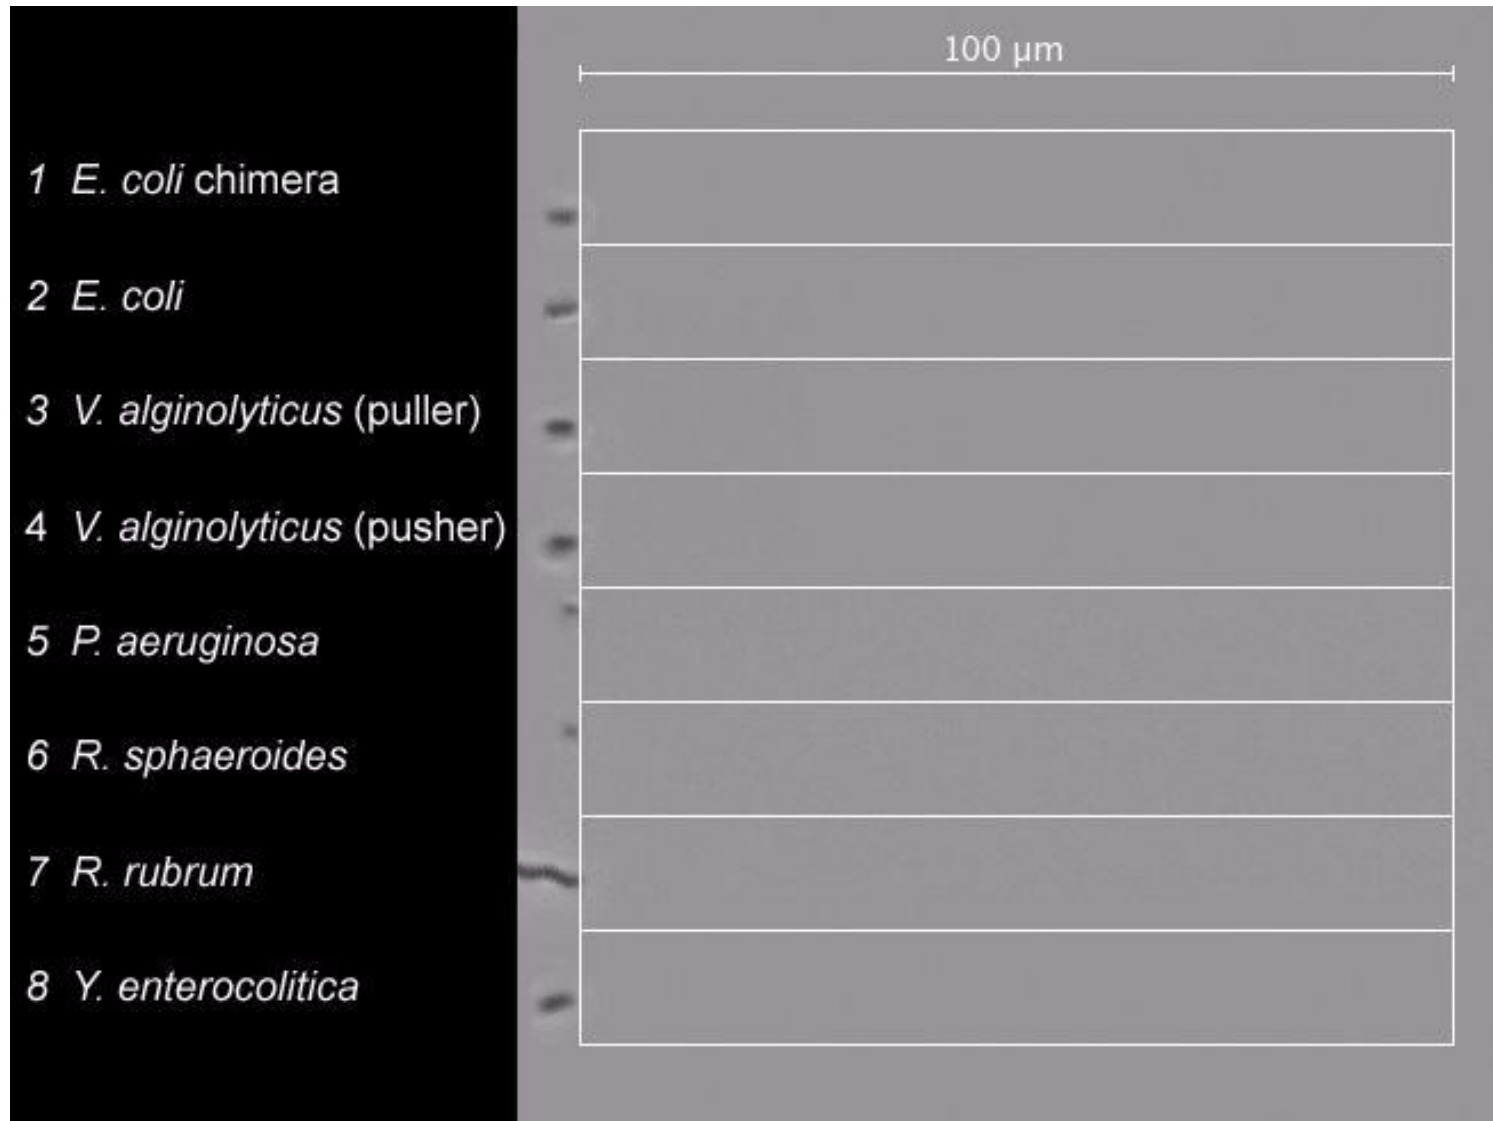 100 µm
1 E. coli chimera
2 E. coli
3 V. alginolyticus (puller)
4 V. alginolyticus (pusher)
5 P. aeruginosa
6 R. sphaeroides
7 R. rubrum
8 Y. enterocolitica